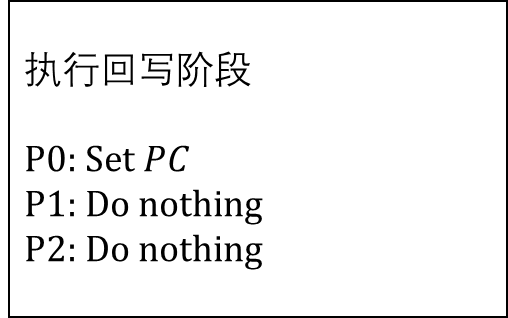 执行回写阶段
P0: Set PC
P1: Do nothing
P2: Do nothing